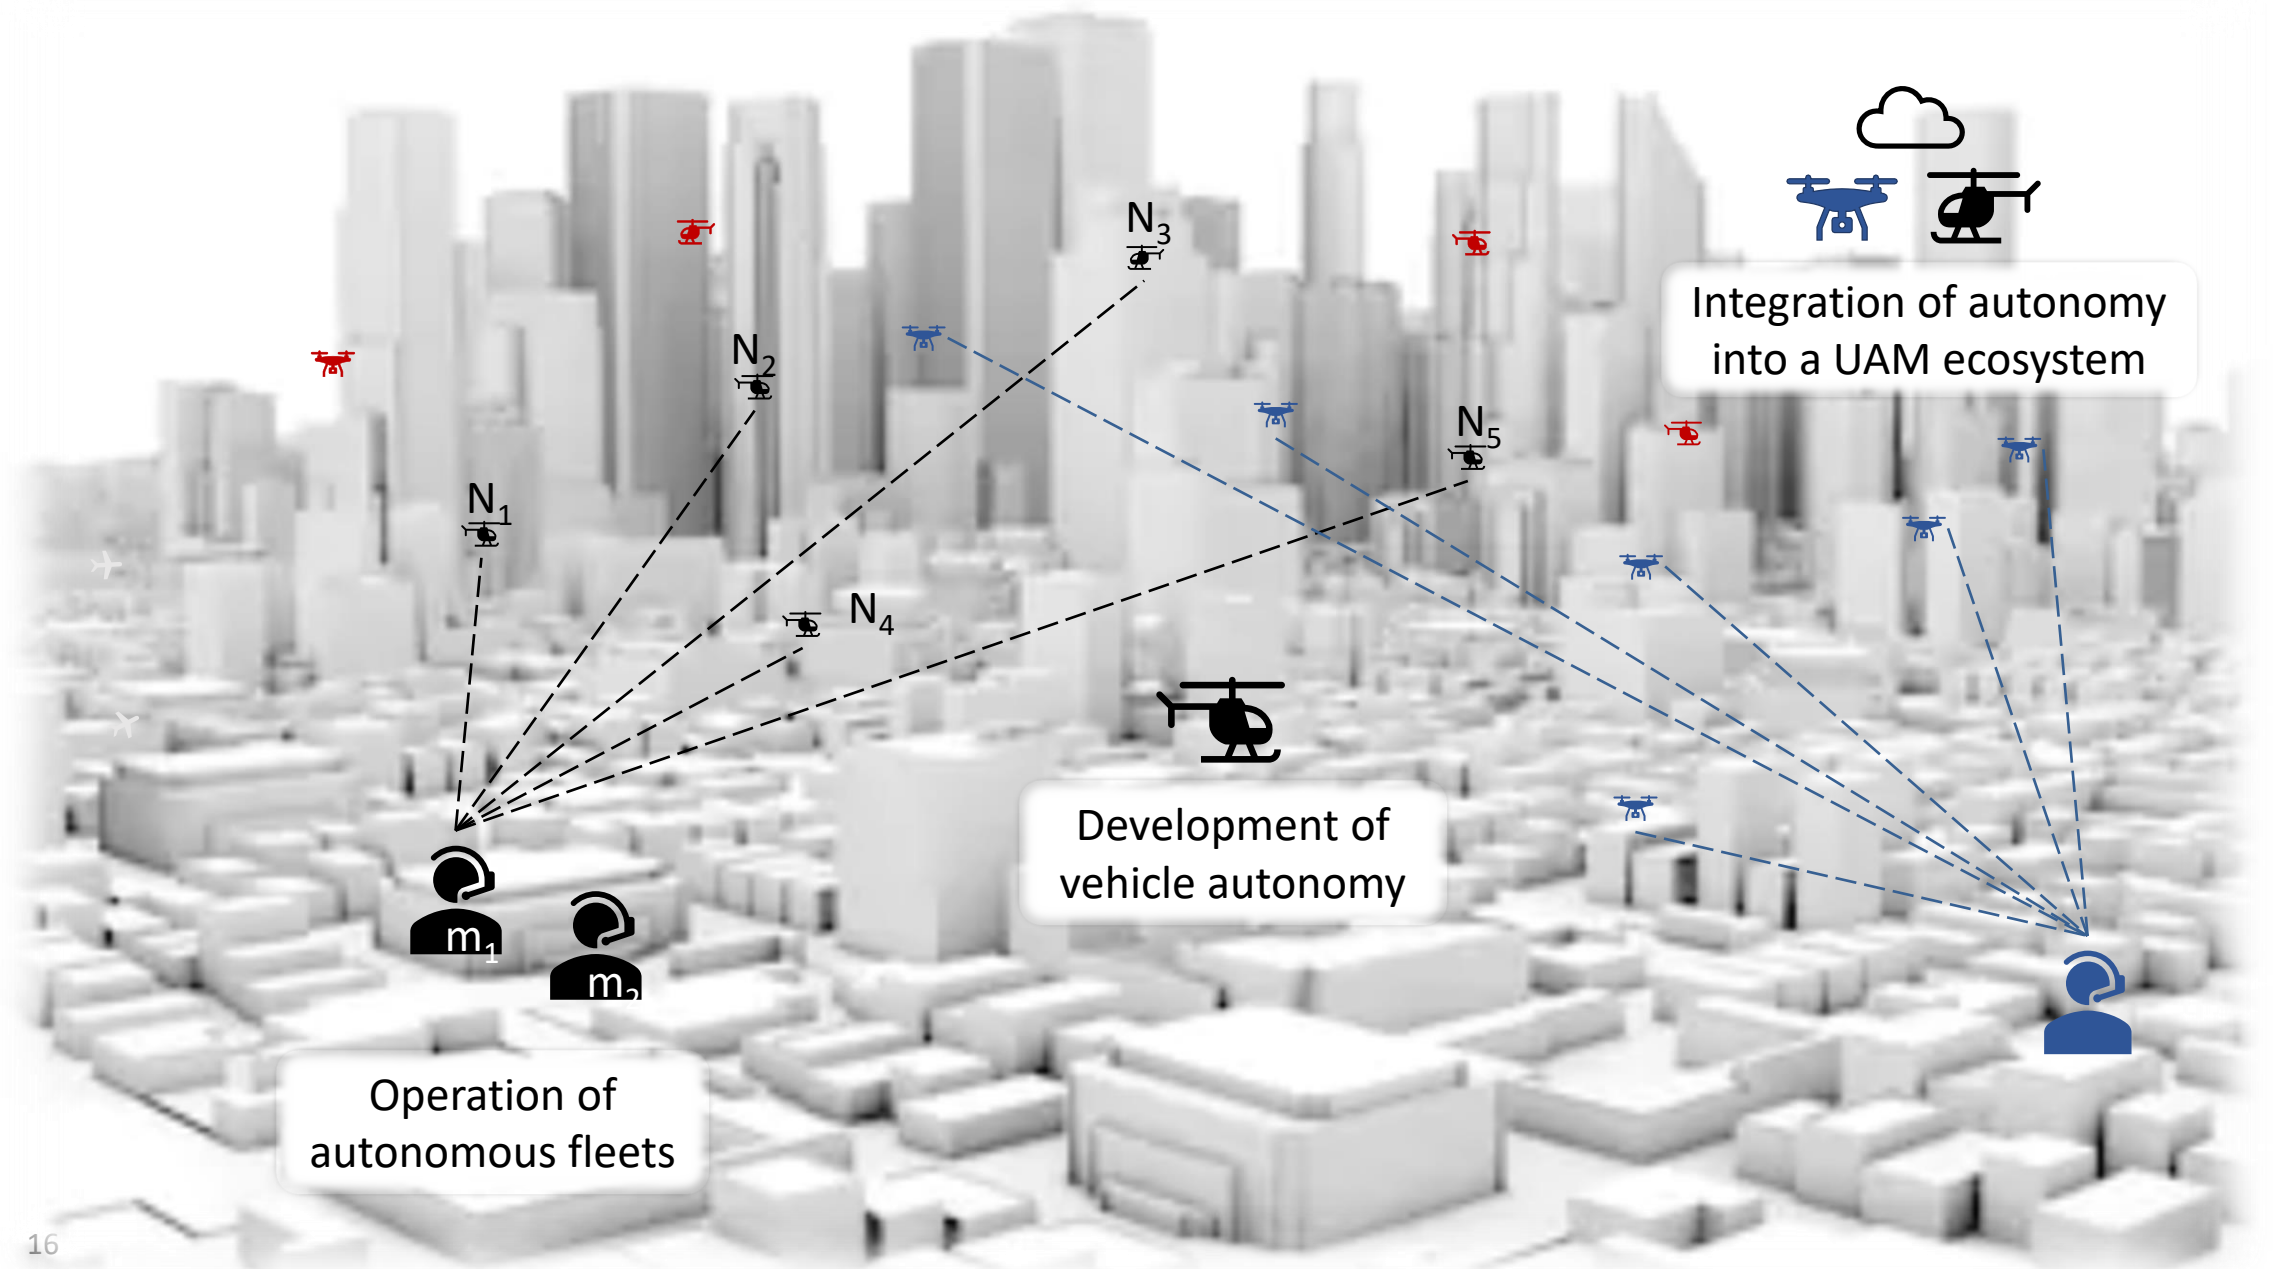 N3
N2
N5
N1
N4
Integration of autonomy
into a UAM ecosystem
Development of
vehicle autonomy
m1
m2
Operation of
autonomous fleets
16